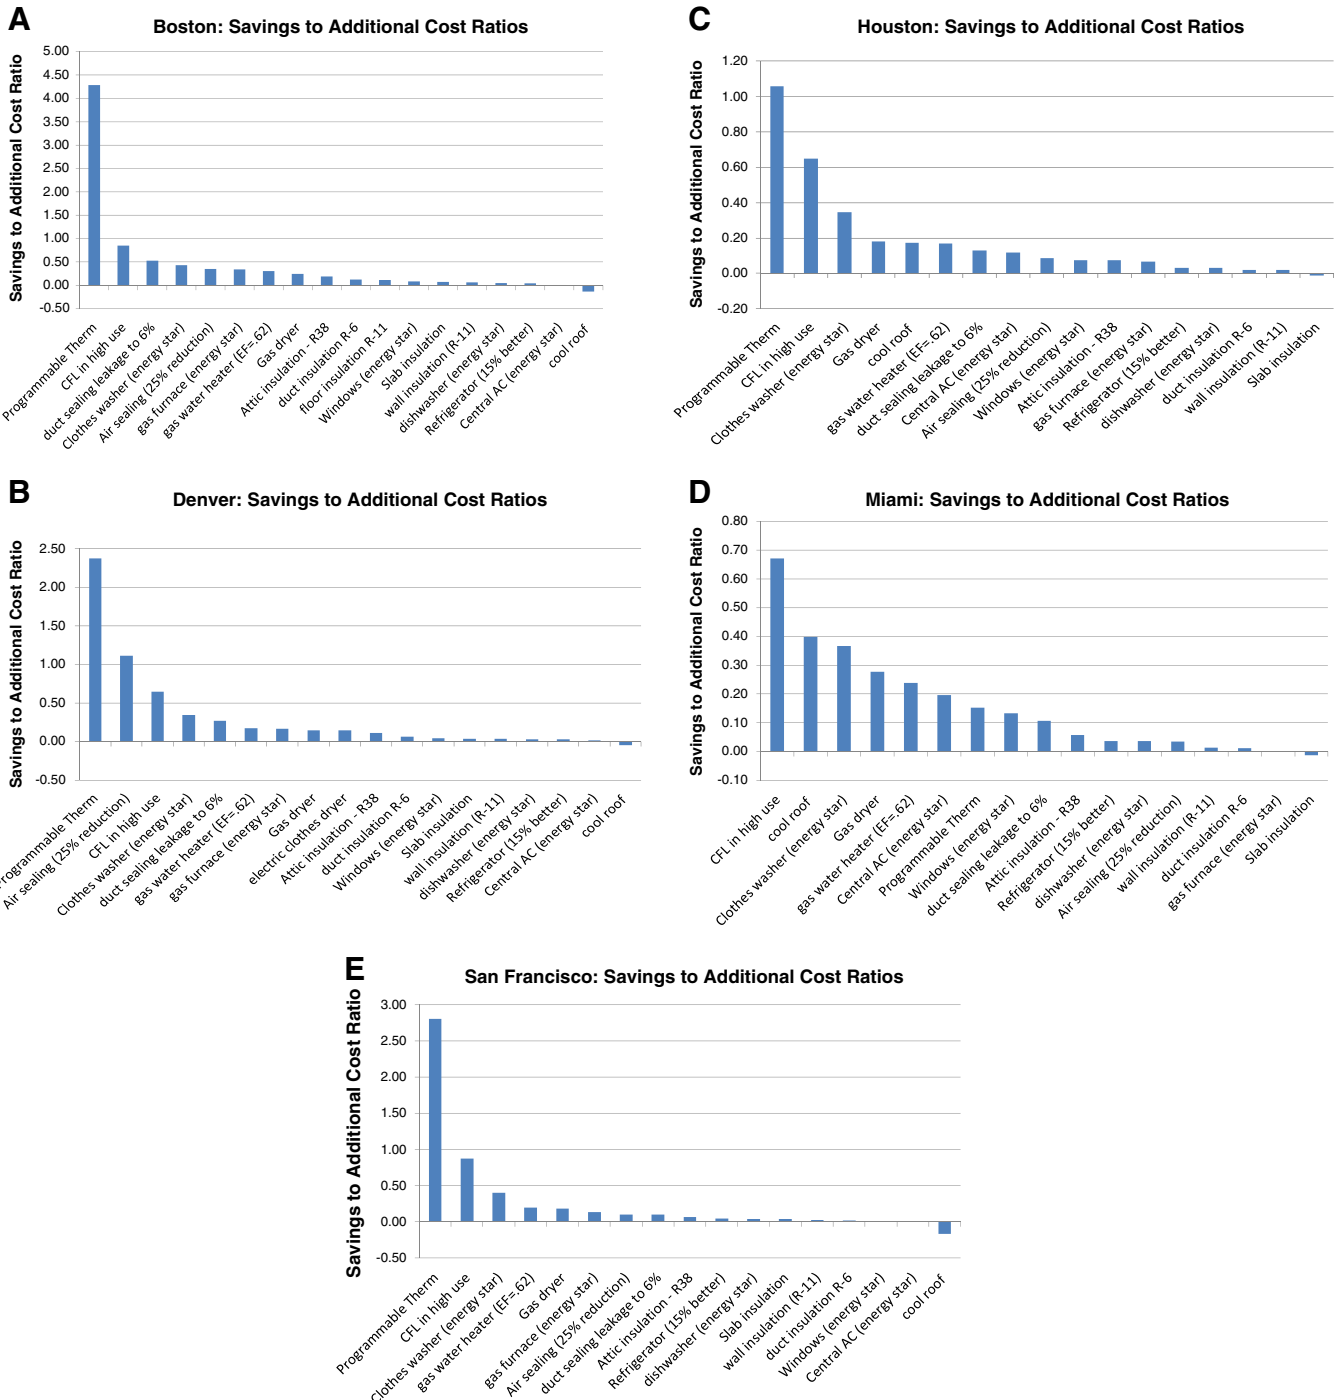 A
Boston: Savings to Additional Cost Ratios
Savings to Additional Cost Ratio
5.00
4.50
4.00
3.50
3.00
2.50
2.00
1.50
1.00
0.50
0.00
-0.50
Programmable Therm
CFL in high use
duct sealing leakage to 6%
Clothes washer (energy star)
Air sealing (25% reduction)
gas furnace (energy star)
gas water heater (EF=.62)
Gas dryer
Attic insulation - R38
duct insulation R-6
floor insulation R-11
Windows (energy star)
Slab insulation
wall insulation (R-11)
dishwasher (energy star)
Refrigerator (15% better)
Central AC (energy star)
cool roof
C
Houston: Savings to Additional Cost Ratios
Savings to Additional Cost Ratio
1.20
1.00
0.80
0.60
0.40
0.20
0.00
-0.20
Programmable Therm
CFL in high use
Clothes washer (energy star)
Gas dryer
cool roof
gas water heater (EF=.62)
duct sealing leakage to 6%
Central AC (energy star)
Air sealing (25% reduction)
Windows (energy star)
Attic insulation - R38
gas furnace (energy star)
Refrigerator (15% better)
dishwasher (energy star)
duct insulation R-6
wall insulation (R-11)
Slab insulation
B
Denver: Savings to Additional Cost Ratios
Savings to Additional Cost Ratio
2.50
2.00
1.50
1.00
0.50
0.00
-0.50
Programmable Therm
Air sealing (25% reduction)
CFL in high use
Clothes washer (energy star)
duct sealing leakage to 6%
gas water heater (EF=.62)
gas furnace (energy star)
Gas dryer
electric clothes dryer
Attic insulation - R38
duct insulation R-6
Windows (energy star)
Slab insulation
wall insulation (R-11)
dishwasher (energy star)
Refrigerator (15% better)
Central AC (energy star)
cool roof
D
Miami: Savings to Additional Cost Ratios
Savings to Additional Cost Ratio
0.80
0.70
0.60
0.50
0.40
0.30
0.20
0.10
0.00
-0.10
CFL in high use
cool roof
Clothes washer (energy star)
Gas dryer
gas water heater (EF=.62)
Central AC (energy star)
Programmable Therm
Windows (energy star)
duct sealing leakage to 6%
Attic insulation - R38
Refrigerator (15% better)
dishwasher (energy star)
Air sealing (25% reduction)
wall insulation (R-11)
duct insulation R-6
gas furnace (energy star)
Slab insulation
E
San Francisco: Savings to Additional Cost Ratios
Savings to Additional Cost Ratio
3.00
2.50
2.00
1.50
1.00
0.50
0.00
-0.50
Programmable Therm
CFL in high use
Clothes washer (energy star)
gas water heater (EF=.62)
Gas dryer
gas furnace (energy star)
Air sealing (25% reduction)
duct sealing leakage to 6%
Attic insulation - R38
Refrigerator (15% better)
dishwasher (energy star)
Slab insulation
wall insulation (R-11)
duct insulation R-6
Windows (energy star)
Central AC (energy star)
cool roof